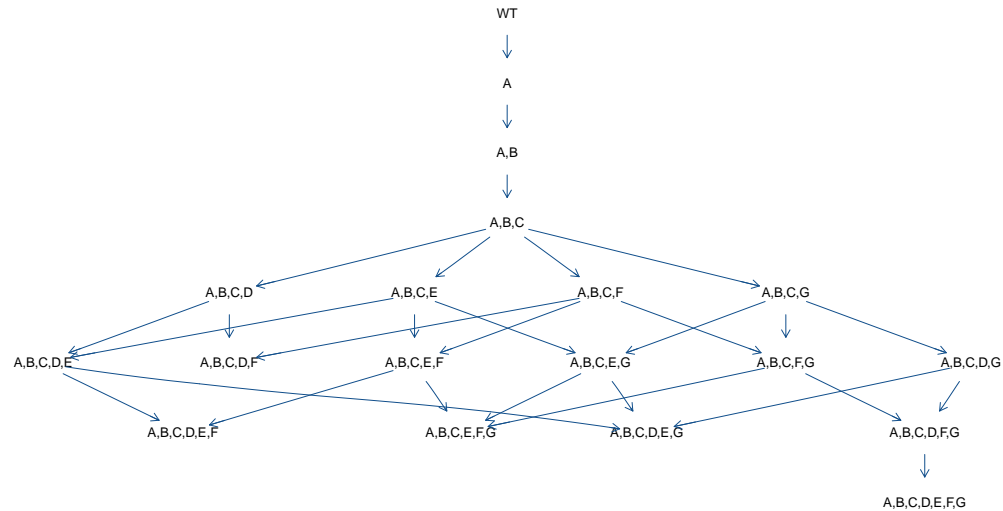 WT
A
A,B
A,B,C
A,B,C,D
A,B,C,E
A,B,C,F
A,B,C,G
A,B,C,D,E
A,B,C,D,F
A,B,C,E,F
A,B,C,E,G
A,B,C,F,G
A,B,C,D,G
A,B,C,D,E,F
A,B,C,E,F,G
A,B,C,D,E,G
A,B,C,D,F,G
A,B,C,D,E,F,G